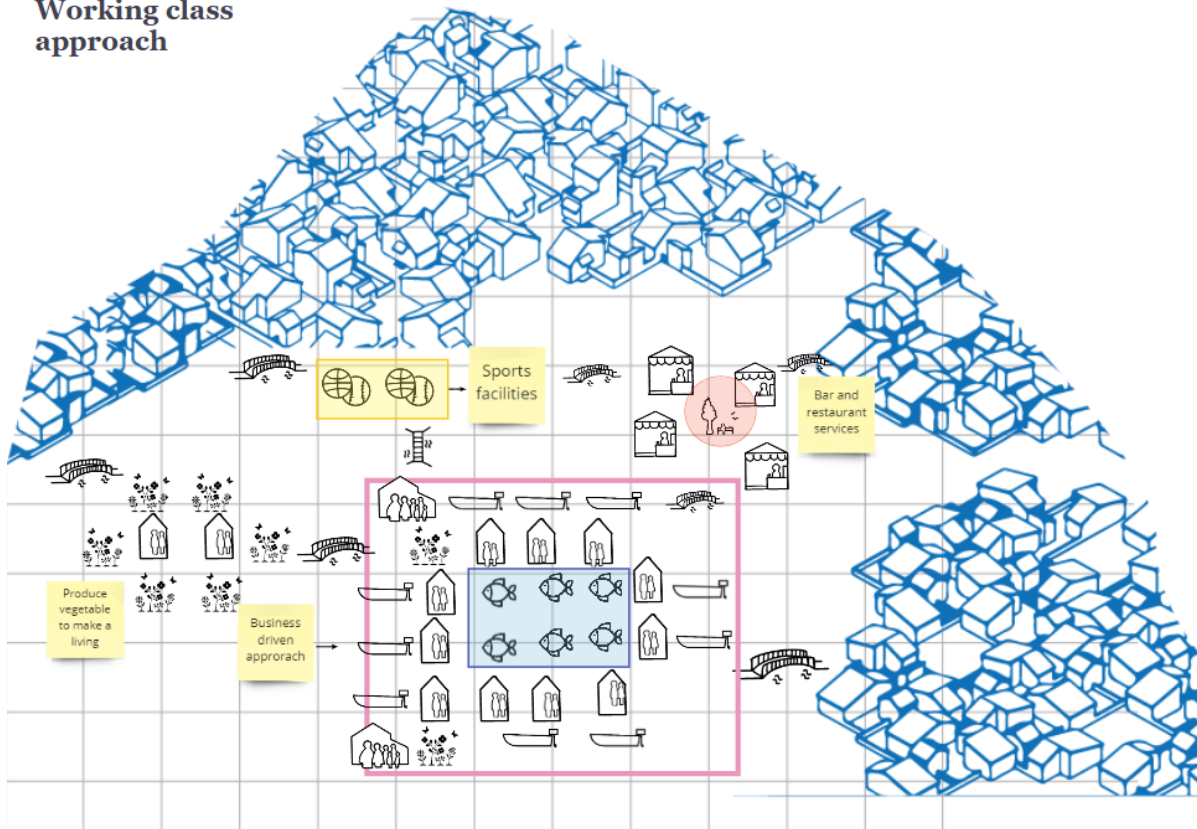 Working class
approach
Sports
facilities
Bar and
restaurant
services
Produce
vegetable
to make a
living
Business
driven
approrach